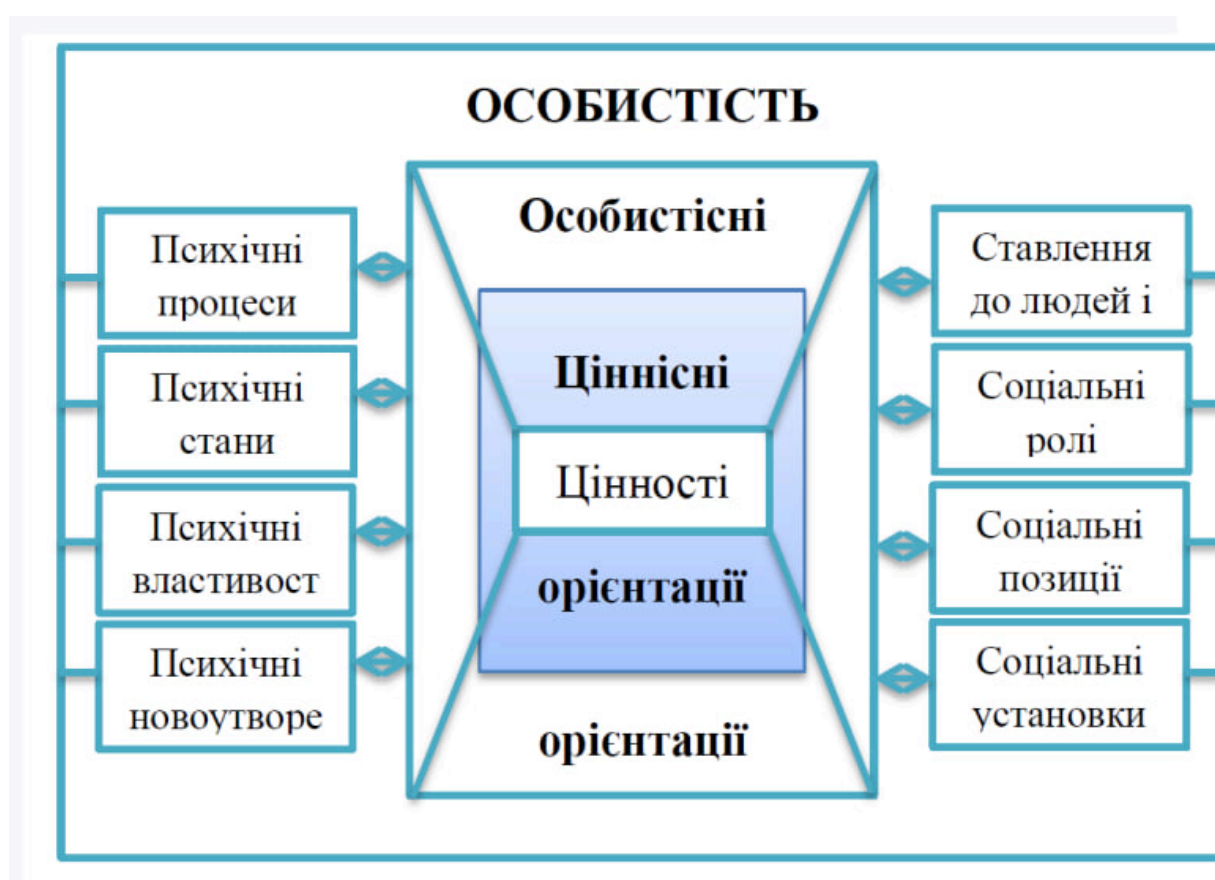 ОСОБИСТІСТЬ
Психічні
процеси
Психічні
стани
Психічні
властивост
Психічні
новоутворе
Особистісні
Ціннісні
Цінності
орієнтації
орієнтації
Ставлення
до людей і
Соціальні
ролі
Соціальні
позиції
Соціальні
установки